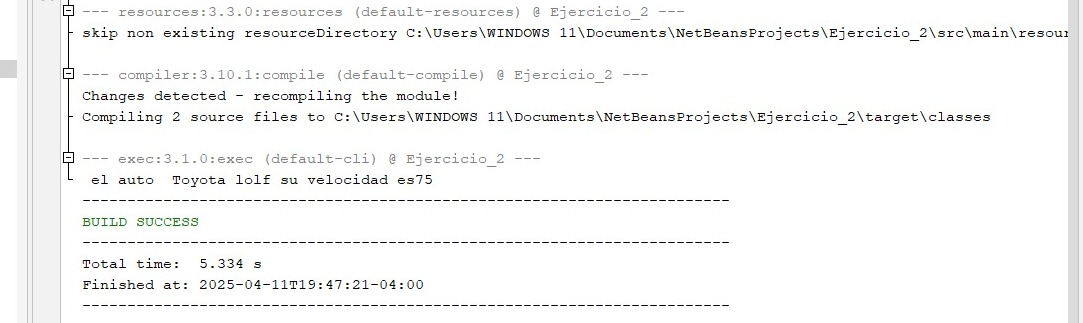 --- resources:3.3.0:resources (default-resources) @ Ejercicio_2 ---
skip non existing resourceDirectory C:\Users\WINDOWS 11\Documents\NetBeansProjects\Ejercicio_2\src\main\resour
--- compiler:3.10.1:compile (default-compile) @ Ejercicio_2 ---
Changes detected - recompiling the module!
Compiling 2 source files to C:\Users\WINDOWS 11\Documents\NetBeansProjects\Ejercicio_2\target\classes
--- exec:3.1.0:exec (default-cli) @ Ejercicio_2 ---
el auto  Toyota lolf su velocidad es75
------------------------------------------------------------------------
BUILD SUCCESS
------------------------------------------------------------------------
Total time:  5.334 s
Finished at: 2025-04-11T19:47:21-04:00
------------------------------------------------------------------------